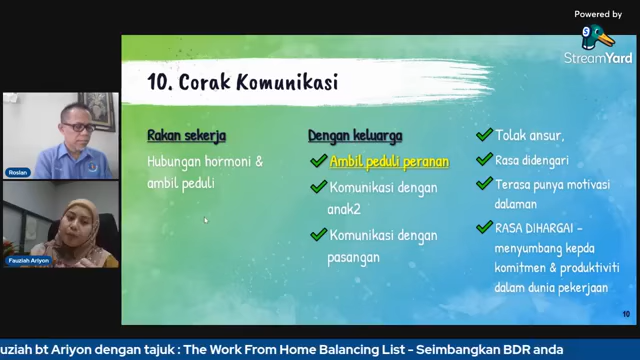 Powered by
StreamYard
10. Corak Komunikasi
Rakan sekerja
Hubungan hormoni &
ambil peduli
Dengan keluarga
Ambil peduli peranan
Komunikasi dengan
anak2
Komunikasi dengan
pasangan
Tolak ansur,
Rasa didengari
Terasa punya motivasi
dalaman
RASA DIHARGAI –
menyumbang kepda
komitmen & produktiviti
dalam dunia pekerjaan
10
Roslan
Fauziah Ariyon
uziah bt Ariyon dengan tajuk : The Work From Home Balancing List - Seimbangkan BDR anda